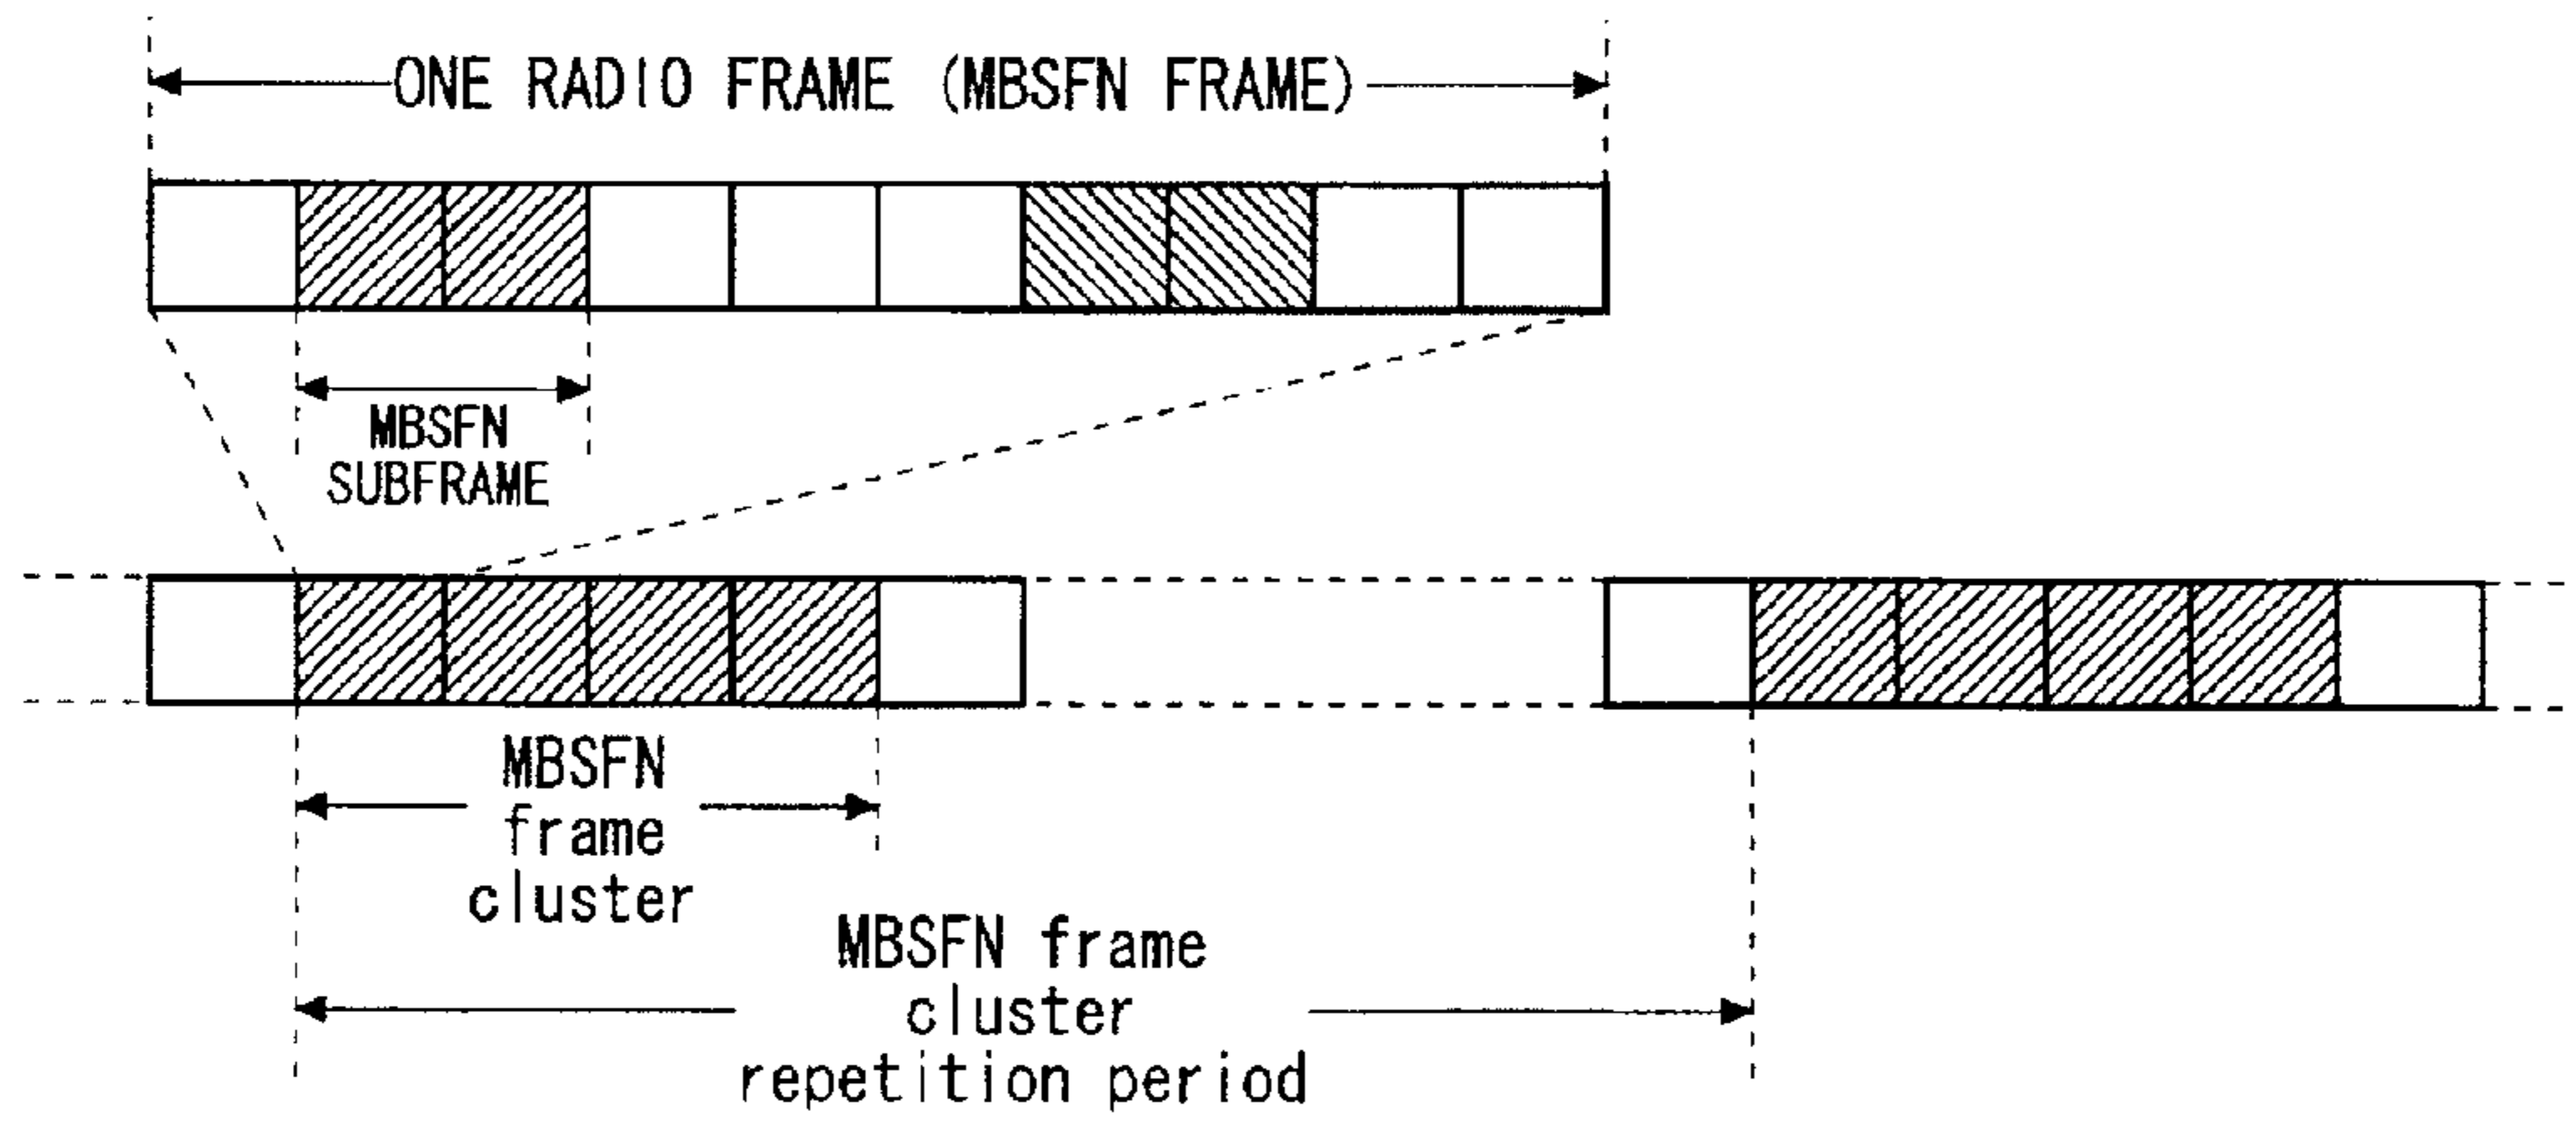 ONE RADIO FRAME (MBSFN FRAME)
MBSFN
SUBFRAME
MBSFN
frame
cluster
MBSFN frame
cluster
repetition period